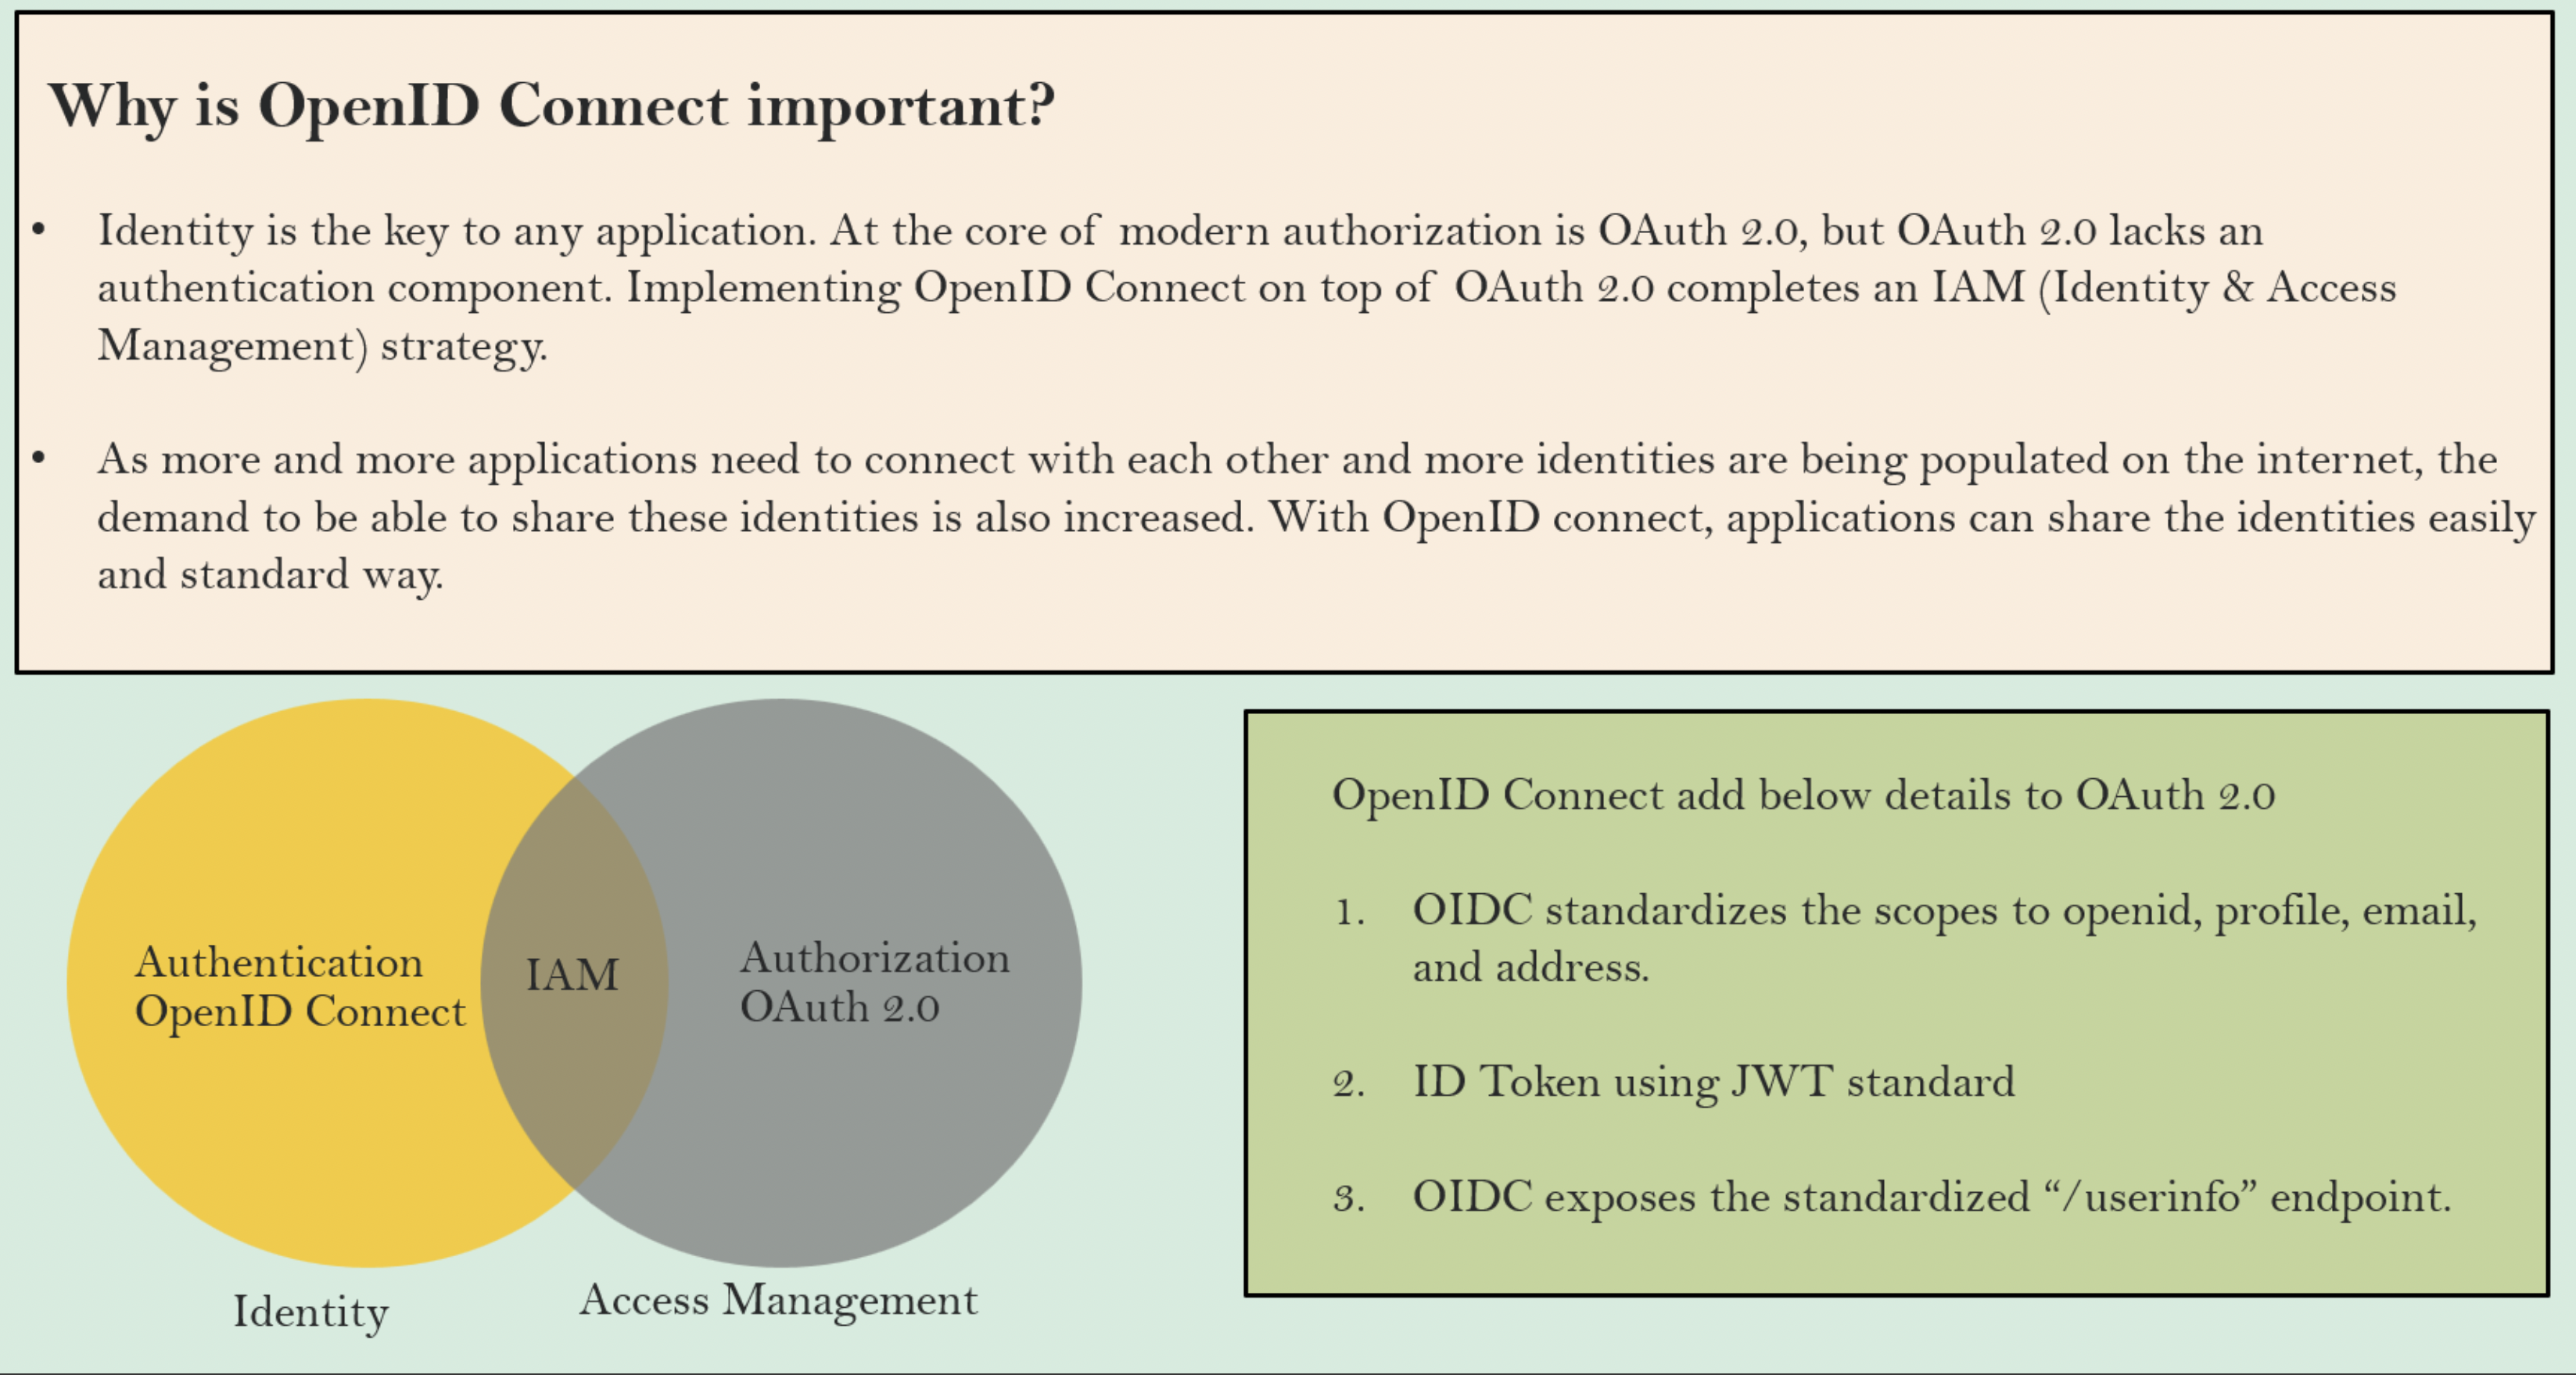 Why is OpenID Connect important?
• Identity is the key to any application. At the core of modern authorization is OAuth 2.0, but OAuth 2.0 lacks an
authentication component. Implementing OpenID Connect on top of OAuth 2.0 completes an IAM (Identity & Access
Management) strategy.
• As more and more applications need to connect with each other and more identities are being populated on the internet, the
demand to be able to share these identities is also increased. With OpenID connect, applications can share the identities easily
and standard way.
Authentication
OpenID Connect
IAM
Authorization
OAuth 2.0
Identity
Access Management
OpenID Connect add below details to OAuth 2.0
1. OIDC standardizes the scopes to openid, profile, email,
and address.
2. ID Token using JWT standard
3. OIDC exposes the standardized “/userinfo” endpoint.